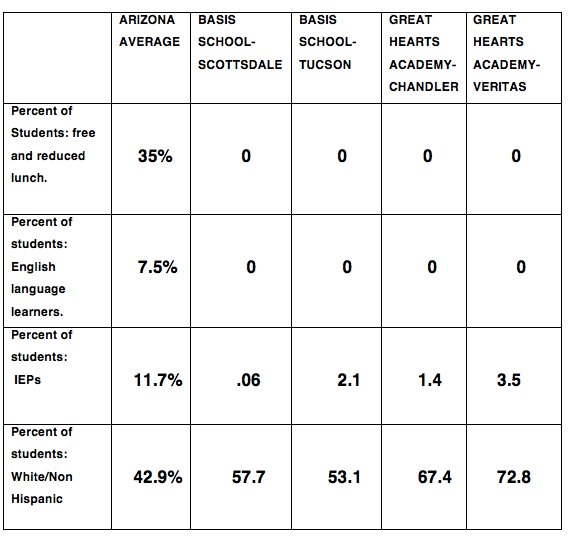 ARIZONA AVERAGE
BASIS SCHOOL- SCOTTSDALE
BASIS SCHOOL- TUCSON
GREAT HEARTS ACADEMY- CHANDLER
GREAT HEARTS ACADEMY- VERITAS
Percent of
Students: free
and reduced
lunch.
35% 0 0 0 0
Percent of
students:
English
language
learners.
7.5% 0 0 0 0
Percent of
students:
IEPs
11.7% .06 2.1 1.4 3.5
Percent of
students:
White/Non
Hispanic
42.9% 57.7 53.1 67.4 72.8